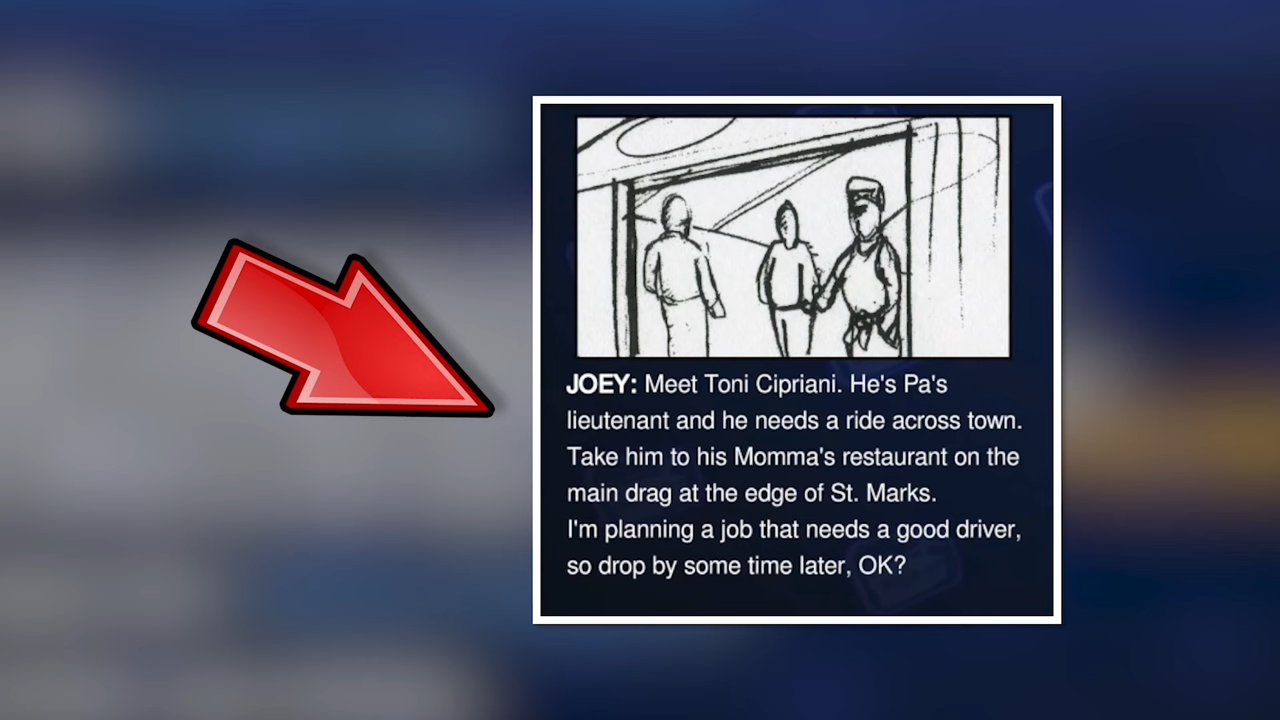 JOEY: Meet Toni Cipriani. He's Pa's
lieutenant and he needs a ride across town.
Take him to his Momma's restaurant on the
main drag at the edge of St. Marks.
I'm planning a job that needs a good driver,
so drop by some time later, OK?